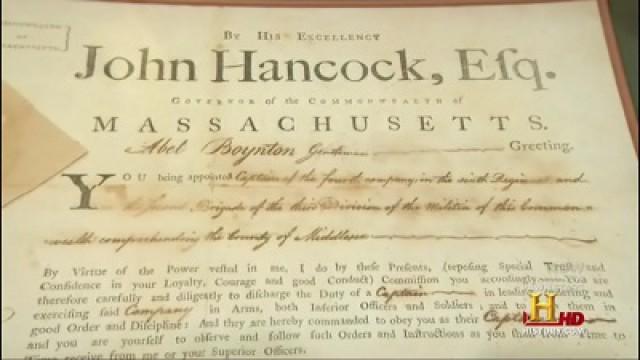 By His Excellency
John Hancock, Eſq.
Governor of the Commonwealth of
MASSACHUSETTS.
Abel Boynton Gentleman Greeting.
YOU being appointed Captain of the fourth company, in the sixth Regiment and
Second Brigade of the third Division of the Militia of this Common-
wealth comprehending the County of Middlesex
By Virtue of the Power veſted in me, I do by theſe Preſents, (repoſing Special Truſt and
Confidence in your Loyalty, Courage and good Conduct) Commiſſion you accordingly. You are
therefore carefully and diligently to diſcharge the Duty of a Captain in leading, ordering and
exerciſing ſaid Company in Arms, both Inferior Officers and Soldiers; and to them in
good Order and Diſcipline: And they are hereby commanded to obey you as their Captain
and you are yourſelf to obſerve and follow ſuch Orders and Inſtructions as you ſhall from Time to
Time receive from me or your Superior Officers.
H HD